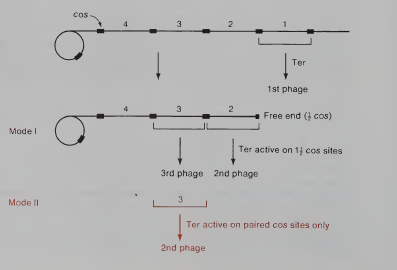 cos
4 3 2 1
Ter
1st phage
4 3 2
Free end (½ cos)
Mode I
Ter active on 1½ cos sites
3rd phage 2nd phage
Mode II
3
Ter active on paired cos sites only
2nd phage